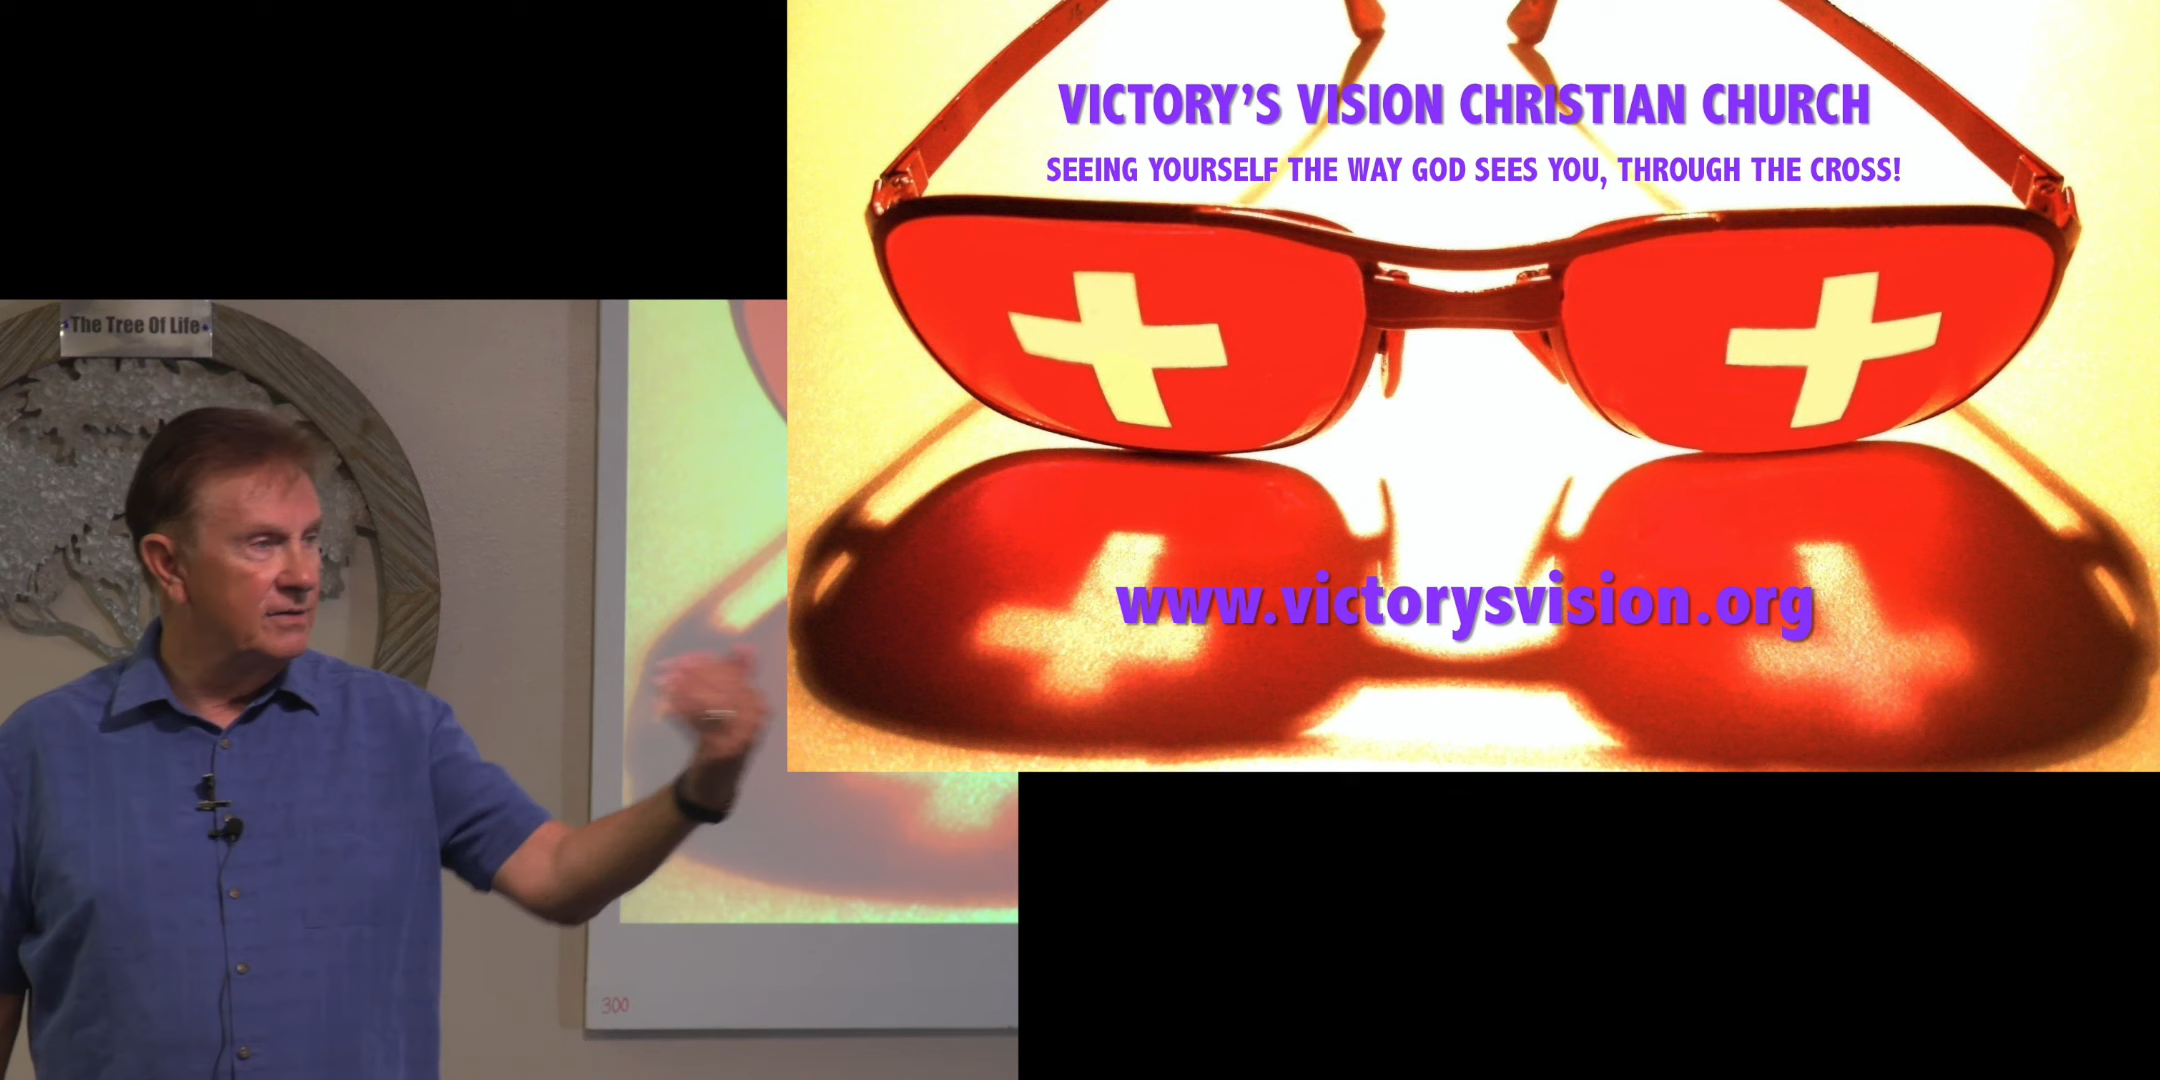 VICTORY’S VISION CHRISTIAN CHURCH
SEEING YOURSELF THE WAY GOD SEES YOU, THROUGH THE CROSS!
www.victorysvision.org
The Tree Of Life
300